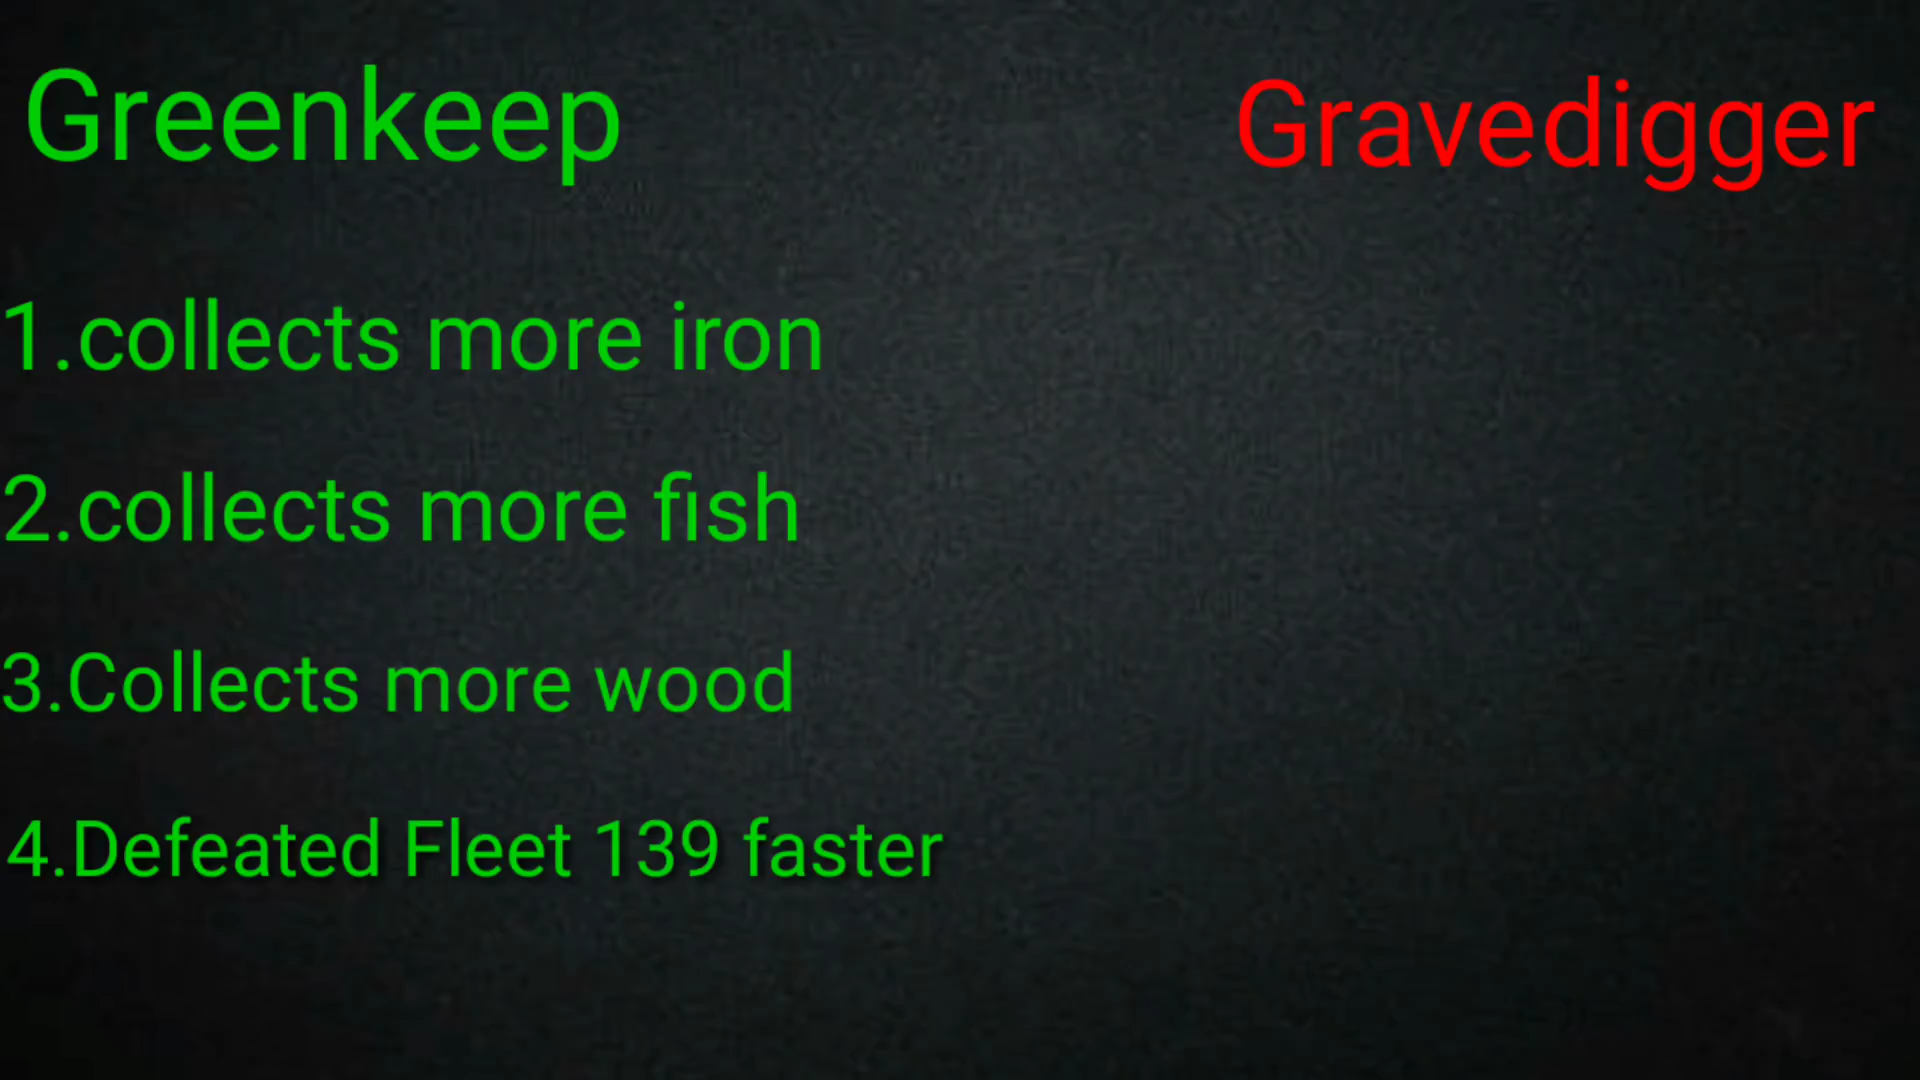 Greenkeep
Gravedigger
1.collects more iron
2.collects more fish
3.Collects more wood
4.Defeated Fleet 139 faster